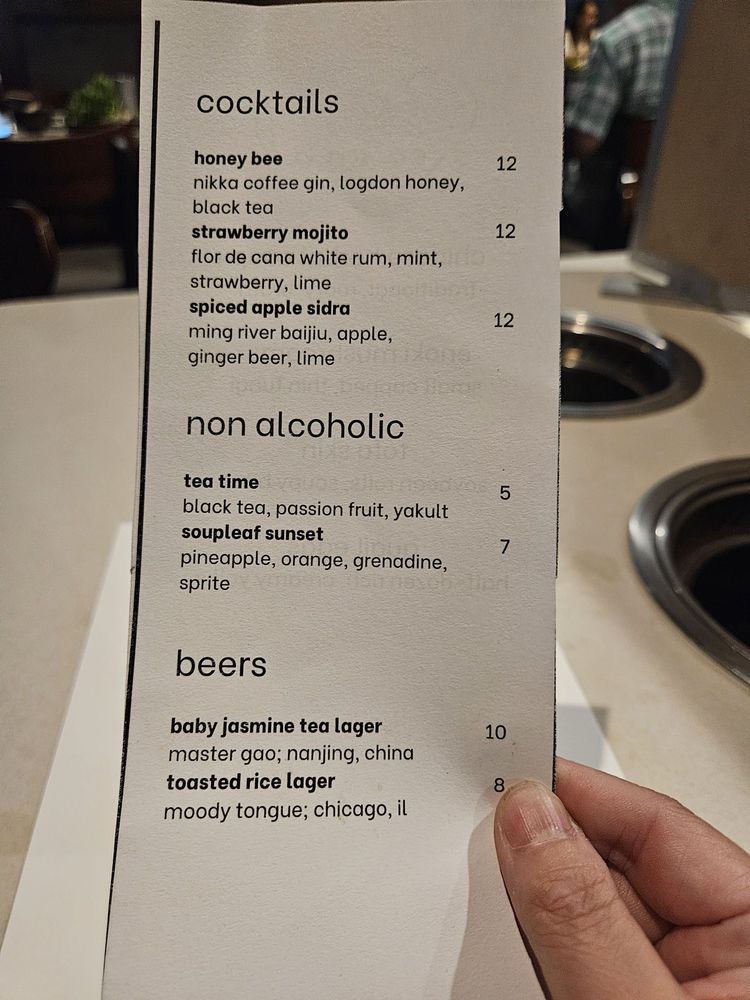 cocktails
honey bee 12
nikka coffee gin, logdon honey,
black tea
strawberry mojito 12
flor de cana white rum, mint,
strawberry, lime
spiced apple sidra 12
ming river baijiu, apple,
ginger beer, lime
non alcoholic
tea time 5
black tea, passion fruit, yakult
soupleaf sunset 7
pineapple, orange, grenadine,
sprite
beers
baby jasmine tea lager 10
master gao; nanjing, china
toasted rice lager 8
moody tongue; chicago, il